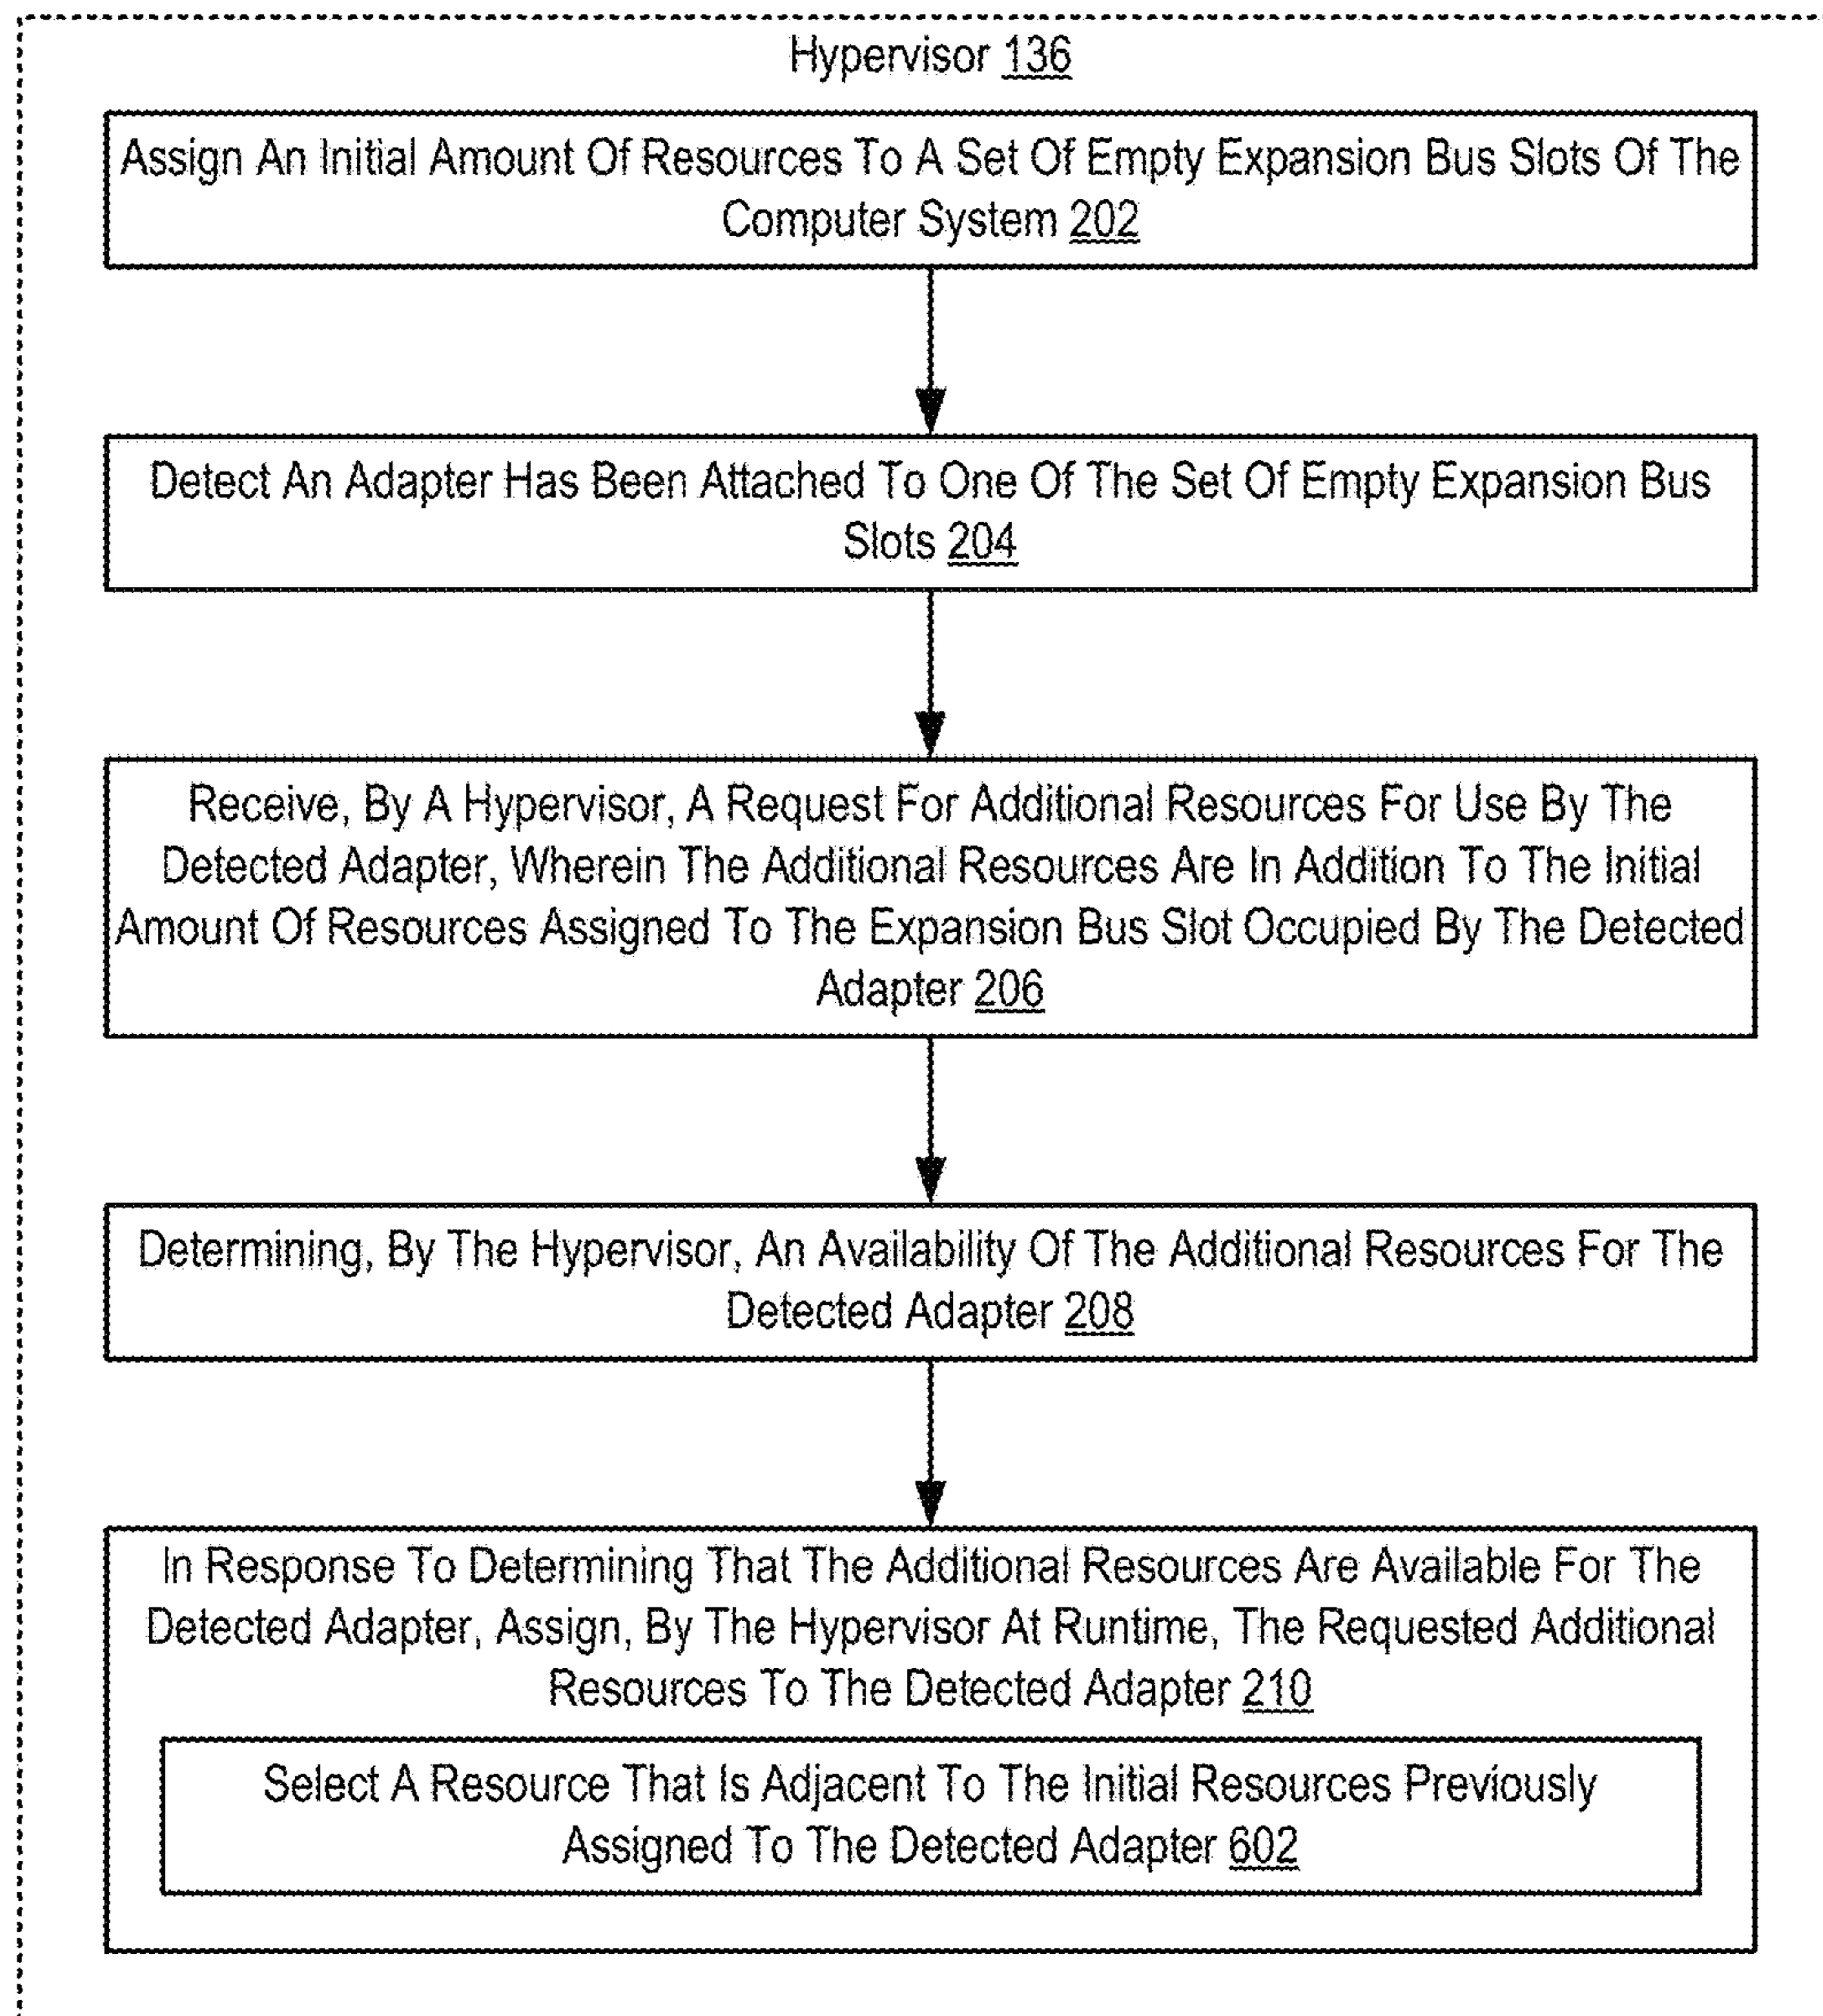 Hypervisor 136
Assign An Initial Amount Of Resources To A Set Of Empty Expansion Bus Slots Of The
Computer System 202
Detect An Adapter Has Been Attached To One Of The Set Of Empty Expansion Bus
Slots 204
Receive, By A Hypervisor, A Request For Additional Resources For Use By The
Detected Adapter, Wherein The Additional Resources Are In Addition To The Initial
Amount Of Resources Assigned To The Expansion Bus Slot Occupied By The Detected
Adapter 206
Determining, By The Hypervisor, An Availability Of The Additional Resources For The
Detected Adapter 208
In Response To Determining That The Additional Resources Are Available For The
Detected Adapter, Assign, By The Hypervisor At Runtime, The Requested Additional
Resources To The Detected Adapter 210
Select A Resource That Is Adjacent To The Initial Resources Previously
Assigned To The Detected Adapter 602